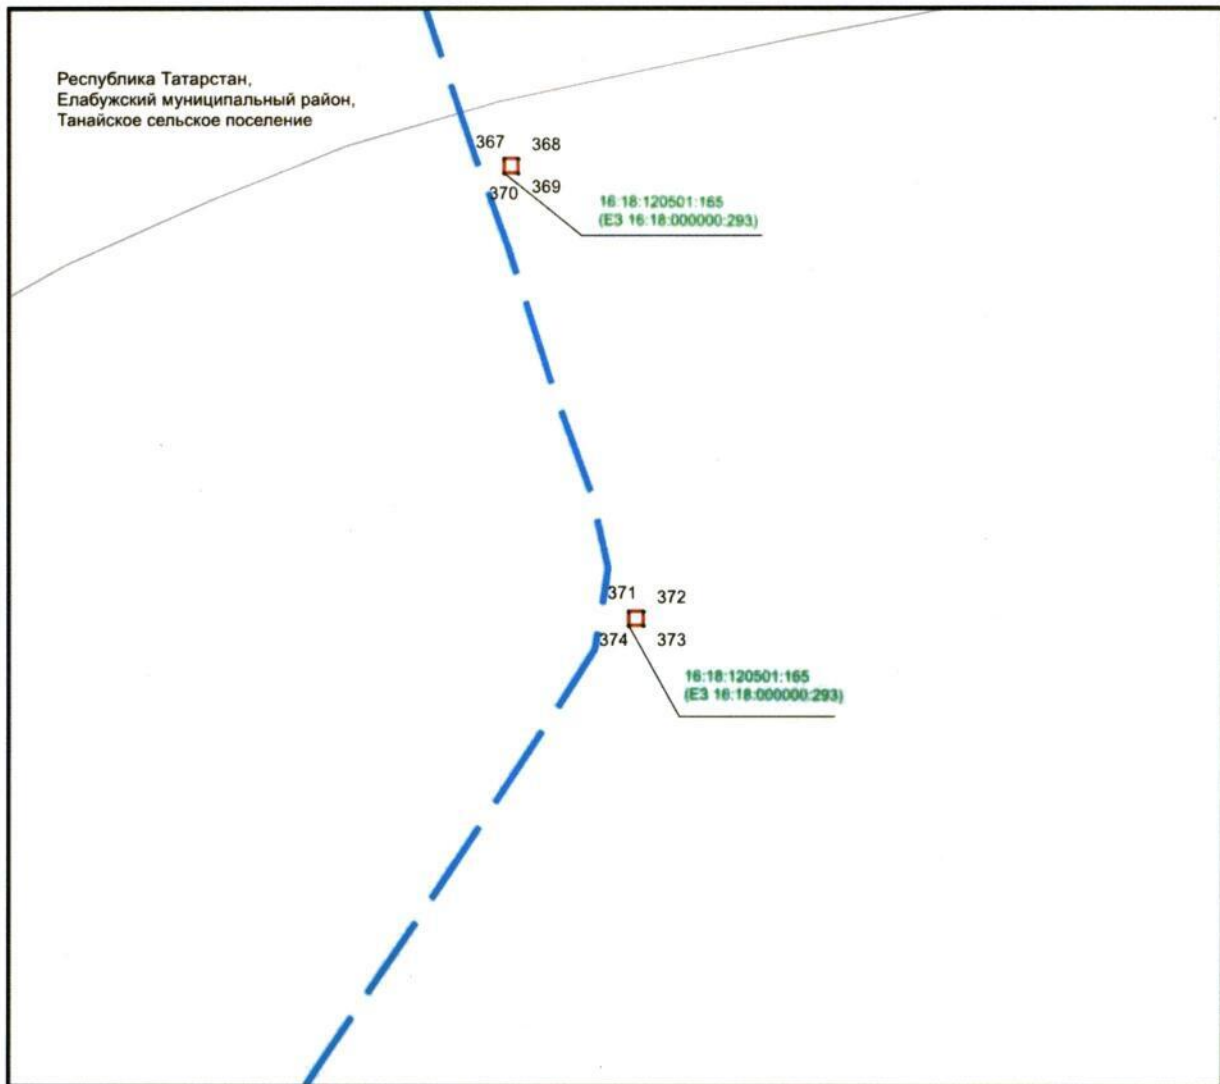 Республика Татарстан,
Елабужский муниципальный район,
Танайское сельское поселение
367 368
370 369
16:18:120501:165
(ЕЗ 16:18:000000:293)
371 372
374 373
16:18:120501:165
(ЕЗ 16:18:000000:293)